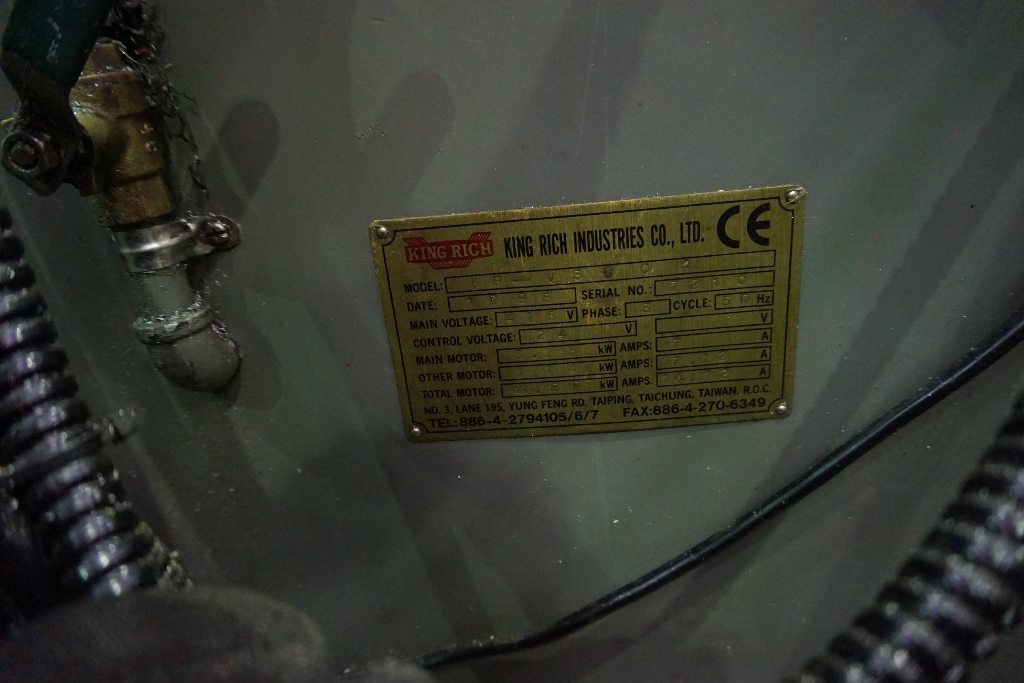 KING RICH KING RICH INDUSTRIES CO., LTD. CE
MODEL:
DATE: SERIAL NO.:
MAIN VOLTAGE: V PHASE: CYCLE: Hz
CONTROL VOLTAGE: V V
MAIN MOTOR: kW AMPS: A
OTHER MOTOR: kW AMPS: A
TOTAL MOTOR: kW AMPS: A
NO. 3, LANE 195, YUNG FENG RD. TAIPING, TAICHUNG, TAIWAN, R.O.C.
TEL:886-4-2794105/6/7 FAX:886-4-270-6349